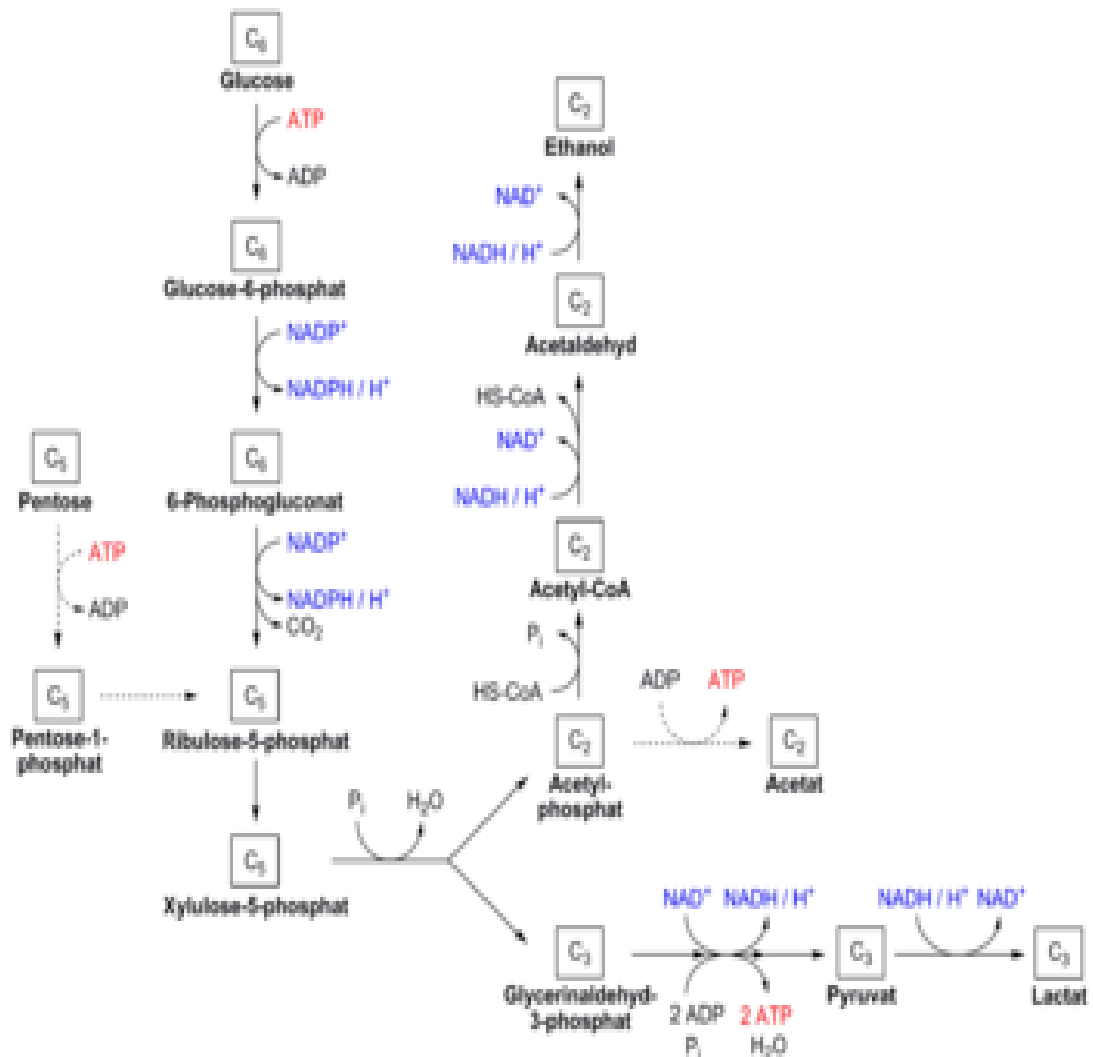 C₆
Glucose
ATP
ADP
C₆
Glucose-6-phosphat
NADP⁺
NADPH / H⁺
C₆
6-Phosphogluconat
NADP⁺
NADPH / H⁺
CO₂
C₅
Pentose
ATP
ADP
C₅
Pentose-1-
phosphat
C₅
Ribulose-5-phosphat
C₅
Xylulose-5-phosphat
Pᵢ
H₂O
C₂
Ethanol
NAD⁺
NADH / H⁺
C₂
Acetaldehyd
HS-CoA
NAD⁺
NADH / H⁺
C₂
Acetyl-CoA
Pᵢ
HS-CoA
C₂
Acetyl-
phosphat
ADP
ATP
C₂
Acetat
C₃
Glycerinaldehyd-
3-phosphat
NAD⁺
NADH / H⁺
2 ADP
Pᵢ
2 ATP
H₂O
C₃
Pyruvat
NADH / H⁺
NAD⁺
C₃
Lactat